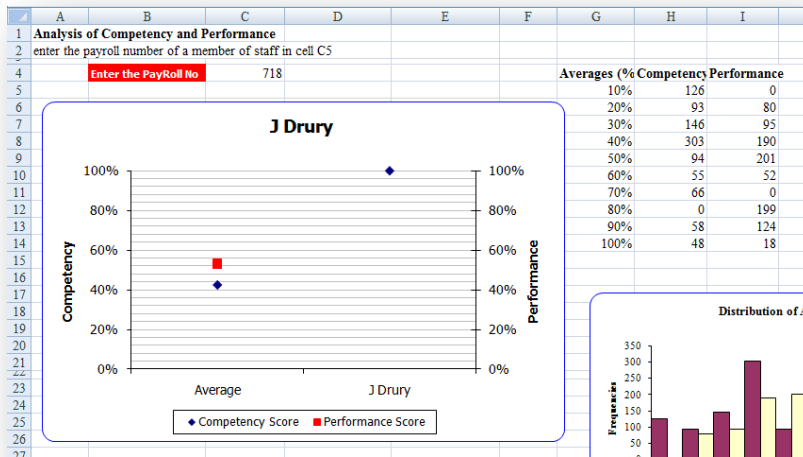 A B C D E F G H I
1 Analysis of Competency and Performance
2 enter the payroll number of a member of staff in cell C5
4 Enter the PayRoll No 718 Averages (% Competency Performance
5 10% 126 0
6 20% 93 80
7 30% 146 95
8 40% 303 190
9 50% 94 201
10 60% 55 52
11 70% 66 0
12 80% 0 199
13 90% 58 124
14 100% 48 18
15
16
17
18
19
20
21
22
23
24
25
26
27
J Drury
100% 100%
80% 80%
60% 60%
40% 40%
20% 20%
0% 0%
Competency
Performance
Average J Drury
Competency Score Performance Score
Distribution of
350
300
250
200
150
100
50
Frequencies